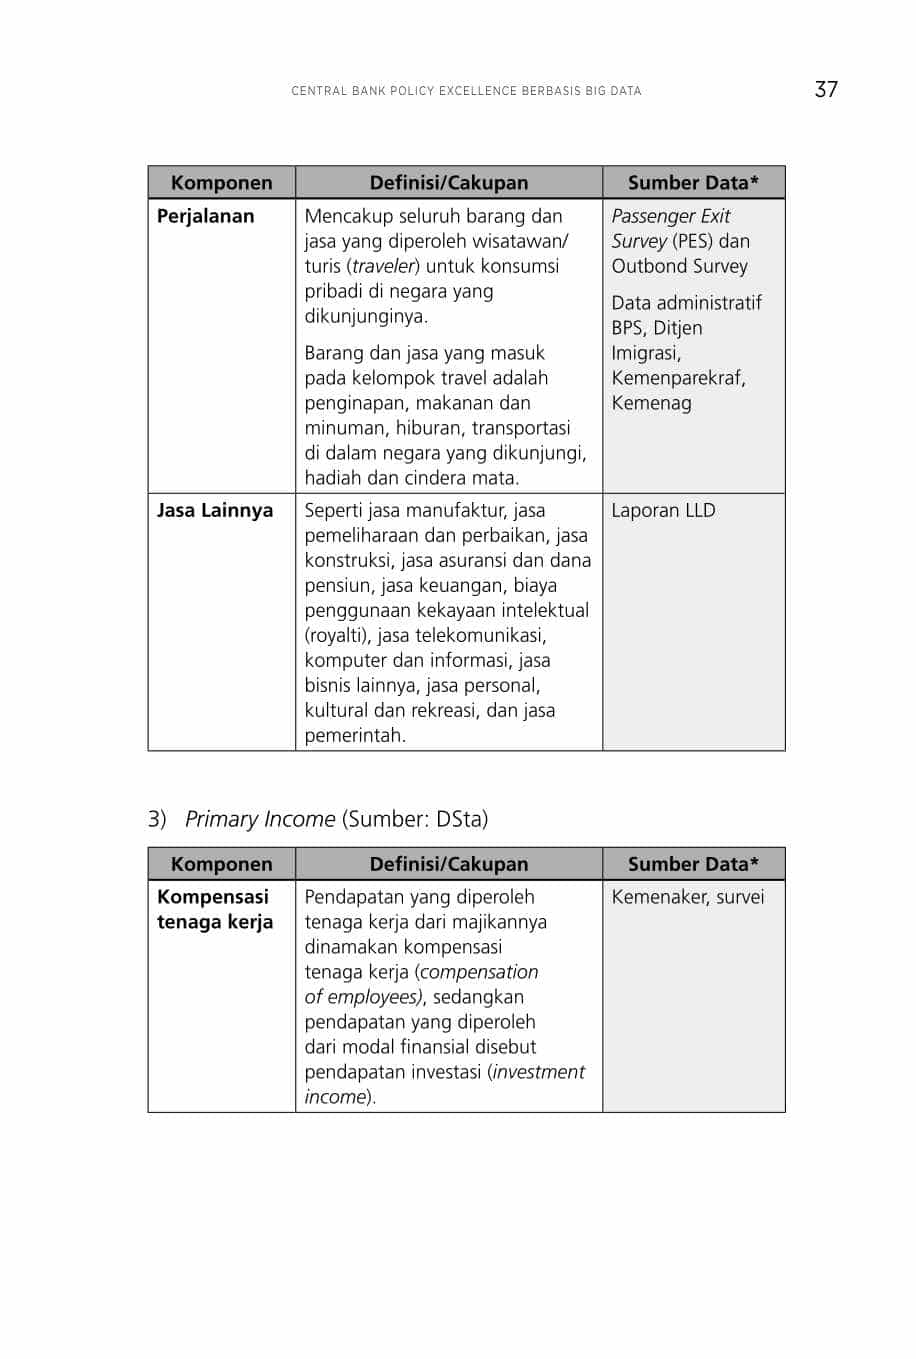 CENTRAL BANK POLICY EXCELLENCE BERBASIS BIG DATA
37
Komponen
Definisi/Cakupan
Sumber Data*
Perjalanan
Mencakup seluruh barang dan
jasa yang diperoleh wisatawan/
turis (traveler) untuk konsumsi
pribadi di negara yang
dikunjunginya.
Barang dan jasa yang masuk
pada kelompok travel adalah
penginapan, makanan dan
minuman, hiburan, transportasi
di dalam negara yang dikunjungi,
hadiah dan cindera mata.
Passenger Exit
Survey (PES) dan
Outbond Survey
Data administratif
BPS, Ditjen
Imigrasi,
Kemenparekraf,
Kemenag
Jasa Lainnya
Seperti jasa manufaktur, jasa
pemeliharaan dan perbaikan, jasa
konstruksi, jasa asuransi dan dana
pensiun, jasa keuangan, biaya
penggunaan kekayaan intelektual
(royalti), jasa telekomunikasi,
komputer dan informasi, jasa
bisnis lainnya, jasa personal,
kultural dan rekreasi, dan jasa
pemerintah.
Laporan LLD
3) Primary Income (Sumber: DSta)
Komponen
Definisi/Cakupan
Sumber Data*
Kompensasi
tenaga kerja
Pendapatan yang diperoleh
tenaga kerja dari majikannya
dinamakan kompensasi
tenaga kerja (compensation
of employees), sedangkan
pendapatan yang diperoleh
dari modal finansial disebut
pendapatan investasi (investment
income).
Kemenaker, survei